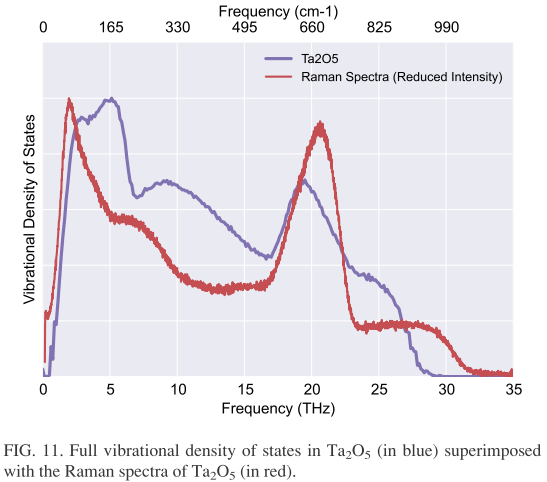 Frequency (cm-1)
0 165 330 495 660 825 990
Ta2O5
Raman Spectra (Reduced Intensity)
Vibrational Density of States
0 5 10 15 20 25 30 35
Frequency (THz)
FIG. 11. Full vibrational density of states in Ta₂O₅ (in blue) superimposed
with the Raman spectra of Ta₂O₅ (in red).